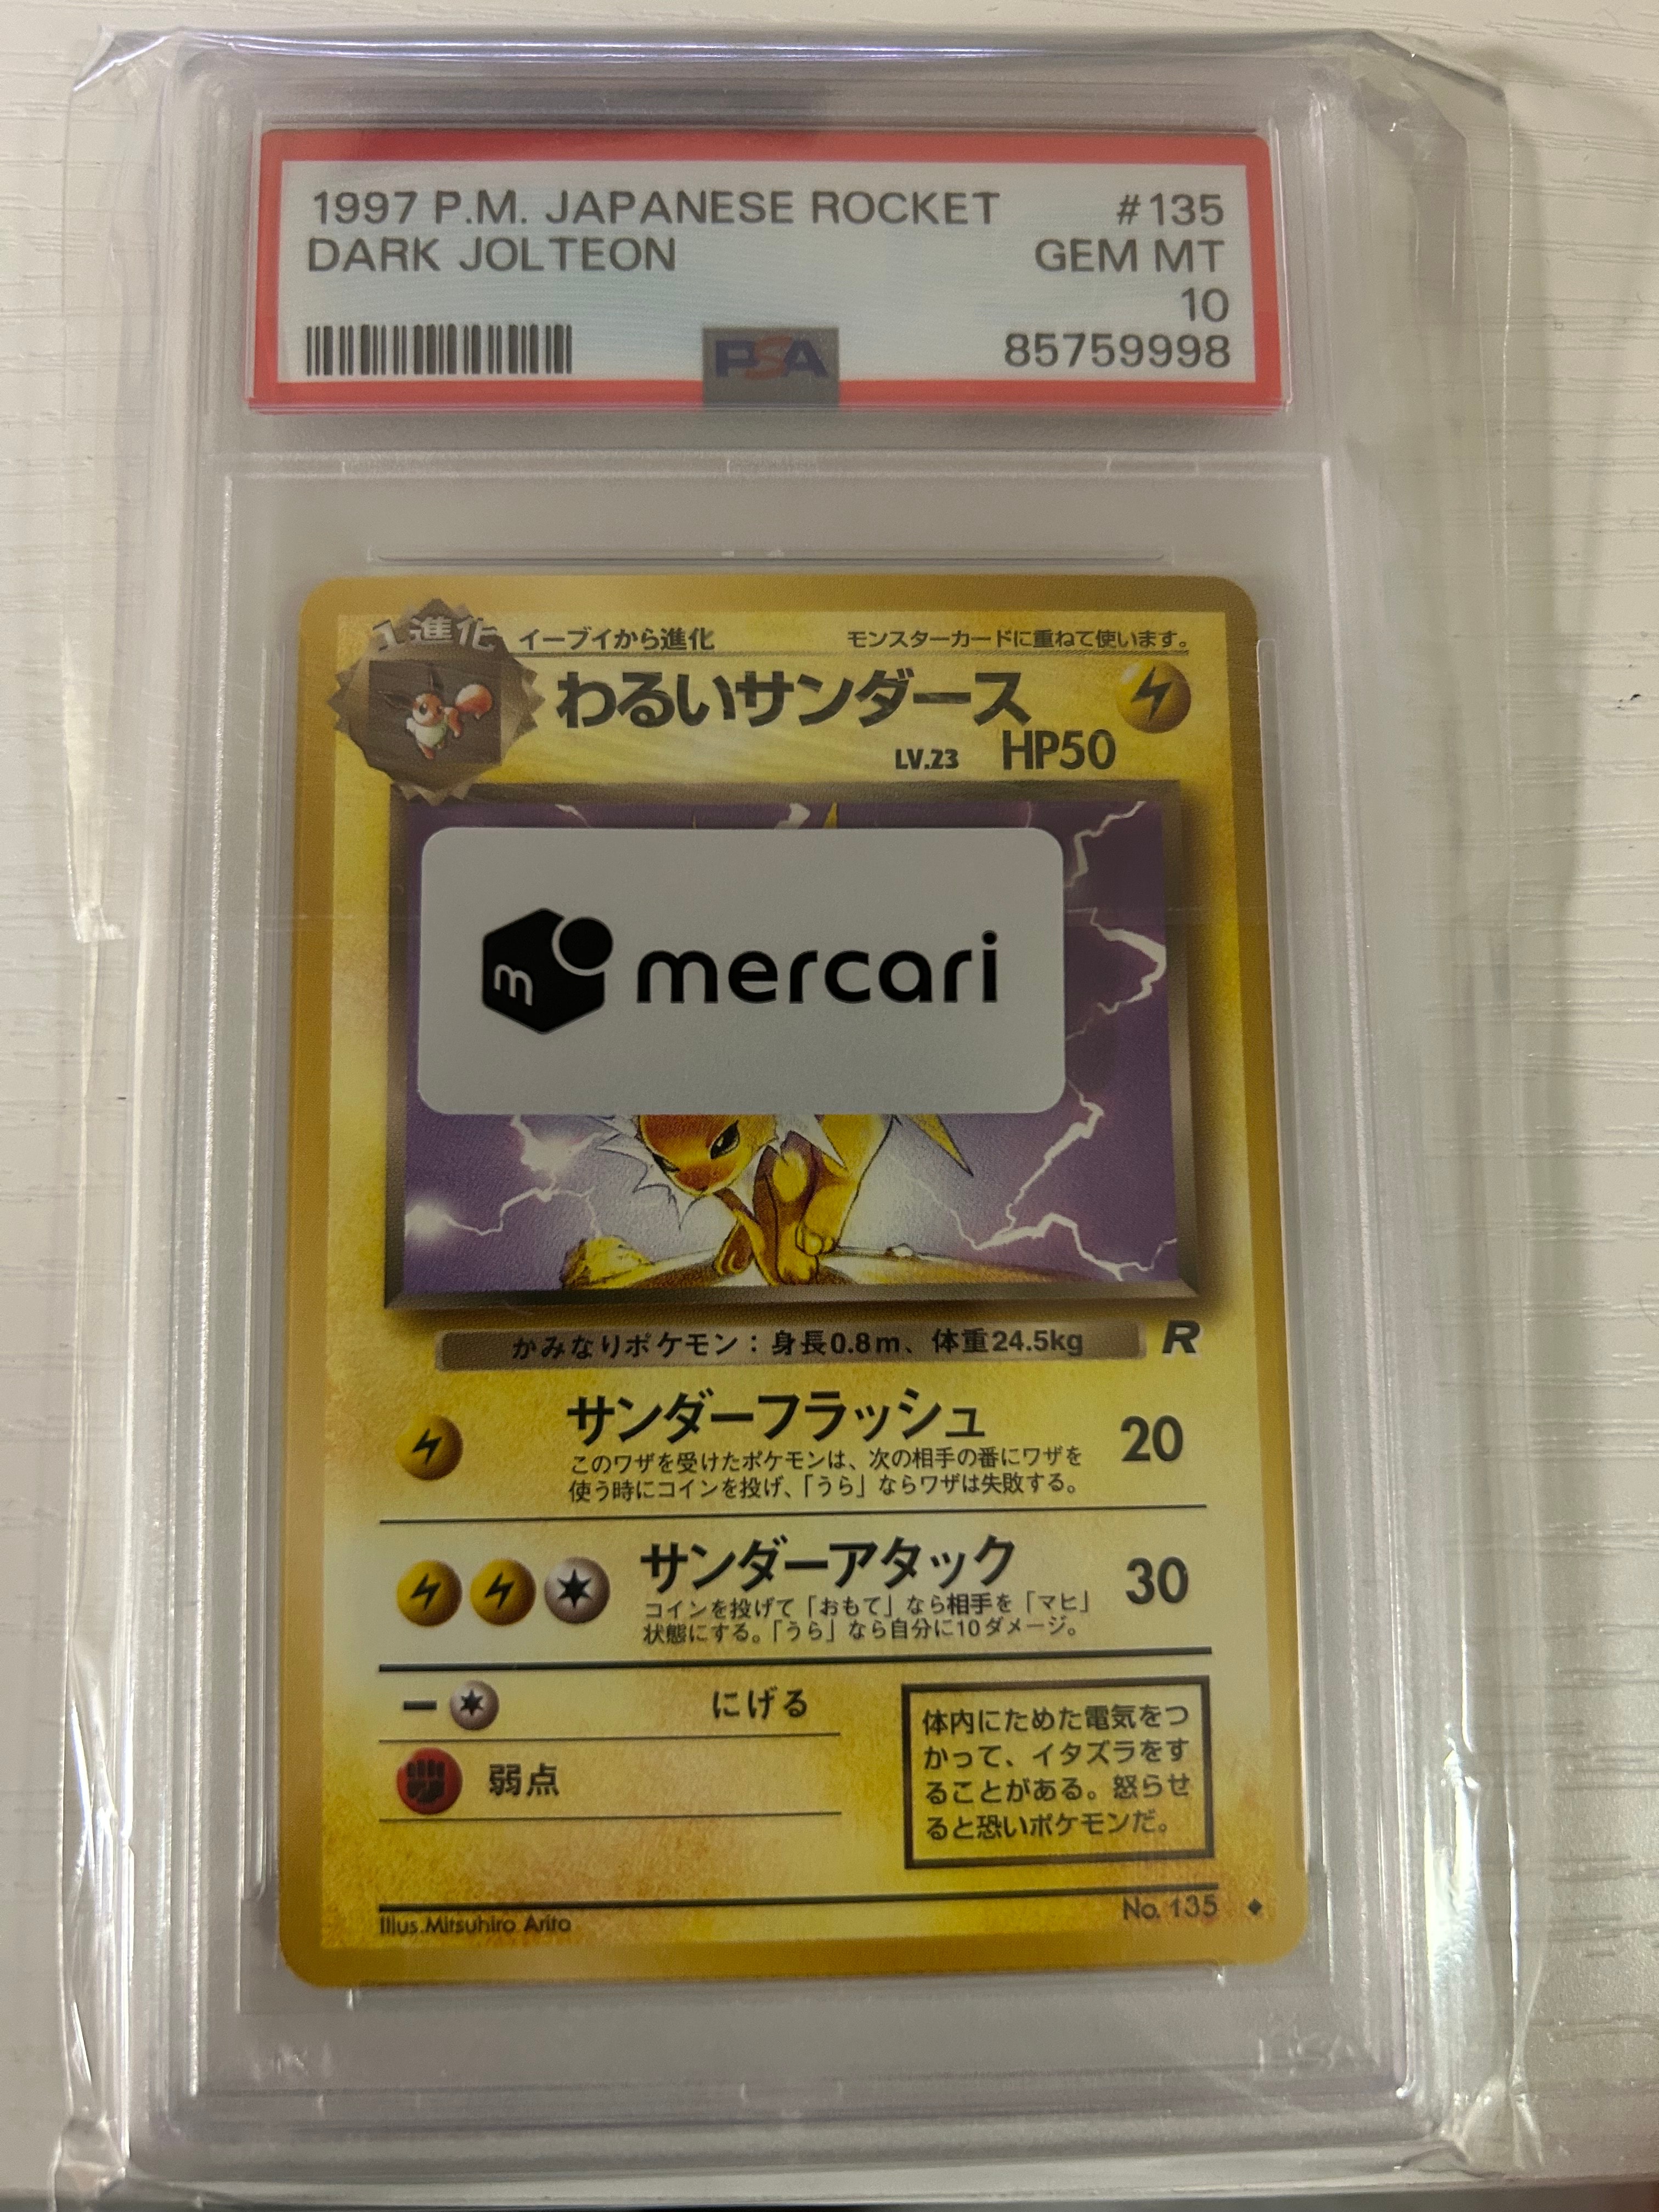 1997 P.M. JAPANESE ROCKET #135
DARK JOLTEON GEM MT
10
PSA 85759998
1進化 イーブイから進化 モンスターカードに重ねて使います。
わるいサンダース
LV.23 HP50
m mercari
かみなりポケモン：身長0.8m、体重24.5kg R
サンダーフラッシュ 20
このワザを受けたポケモンは、次の相手の番にワザを
使う時にコインを投げ、「うら」ならワザは失敗する。
サンダーアタック 30
コインを投げて「おもて」なら相手を「マヒ」
状態にする。「うら」なら自分に10ダメージ。
ー にげる
弱点
体内にためた電気をつ
かって、イタズラをす
ることがある。怒らせ
ると恐いポケモンだ。
Illus.Mitsuhiro Arita No. 135
PSA